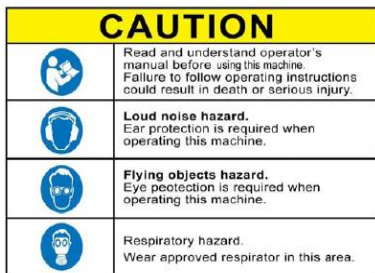 CAUTION
Read and understand operator's
manual before using this machine.
Failure to follow operating instructions
could result in death or serious injury.
Loud noise hazard.
Ear protection is required when
operating this machine.
Flying objects hazard.
Eye peotection is required when
operating this machine.
Respiratory hazard.
Wear approved respirator in this area.